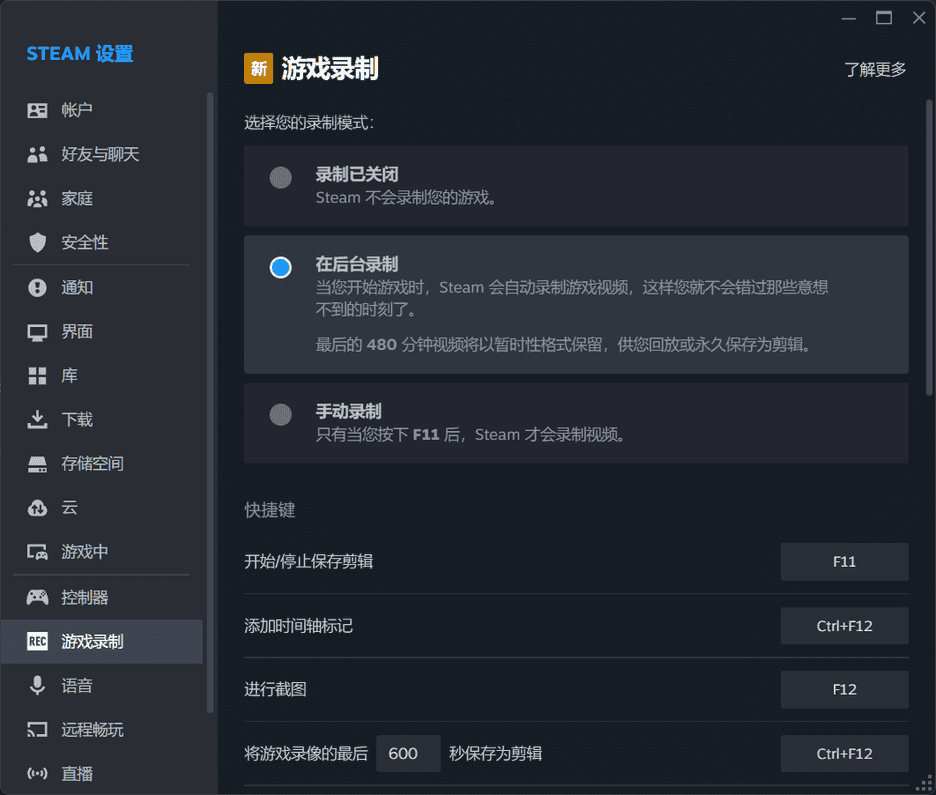 STEAM 设置
帐户
好友与聊天
家庭
安全性
通知
界面
库
下载
存储空间
云
游戏中
控制器
REC 游戏录制
语音
远程畅玩
直播
新 游戏录制
了解更多
选择您的录制模式：
录制已关闭
Steam 不会录制您的游戏。
在后台录制
当您开始游戏时，Steam 会自动录制游戏视频，这样您就不会错过那些意想
不到的时刻了。
最后的 480 分钟视频将以暂时性格式保留，供您回放或永久保存为剪辑。
手动录制
只有当您按下 F11 后，Steam 才会录制视频。
快捷键
开始/停止保存剪辑 F11
添加时间轴标记 Ctrl+F12
进行截图 F12
将游戏录像的最后 600 秒保存为剪辑 Ctrl+F12